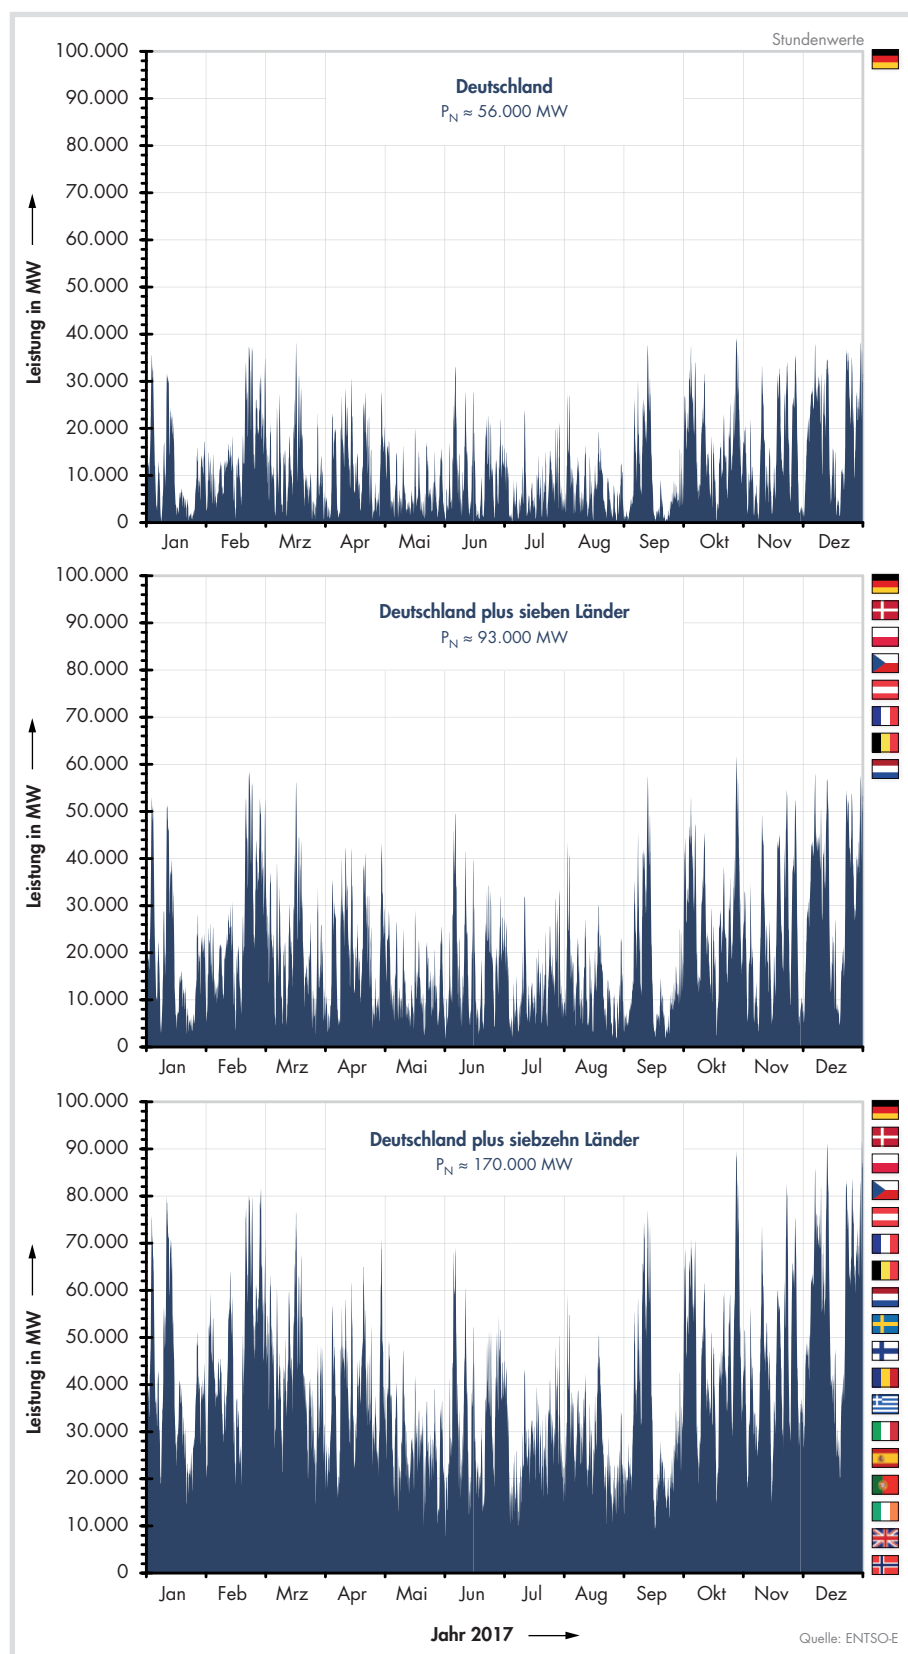 Stundenwerte
Deutschland
P_N ≈ 56.000 MW
Leistung in MW
100.000
90.000
80.000
70.000
60.000
50.000
40.000
30.000
20.000
10.000
0
Jan Feb Mrz Apr Mai Jun Jul Aug Sep Okt Nov Dez
Deutschland plus sieben Länder
P_N ≈ 93.000 MW
Leistung in MW
100.000
90.000
80.000
70.000
60.000
50.000
40.000
30.000
20.000
10.000
0
Jan Feb Mrz Apr Mai Jun Jul Aug Sep Okt Nov Dez
Deutschland plus siebzehn Länder
P_N ≈ 170.000 MW
Leistung in MW
100.000
90.000
80.000
70.000
60.000
50.000
40.000
30.000
20.000
10.000
0
Jan Feb Mrz Apr Mai Jun Jul Aug Sep Okt Nov Dez
Jahr 2017
Quelle: ENTSO-E